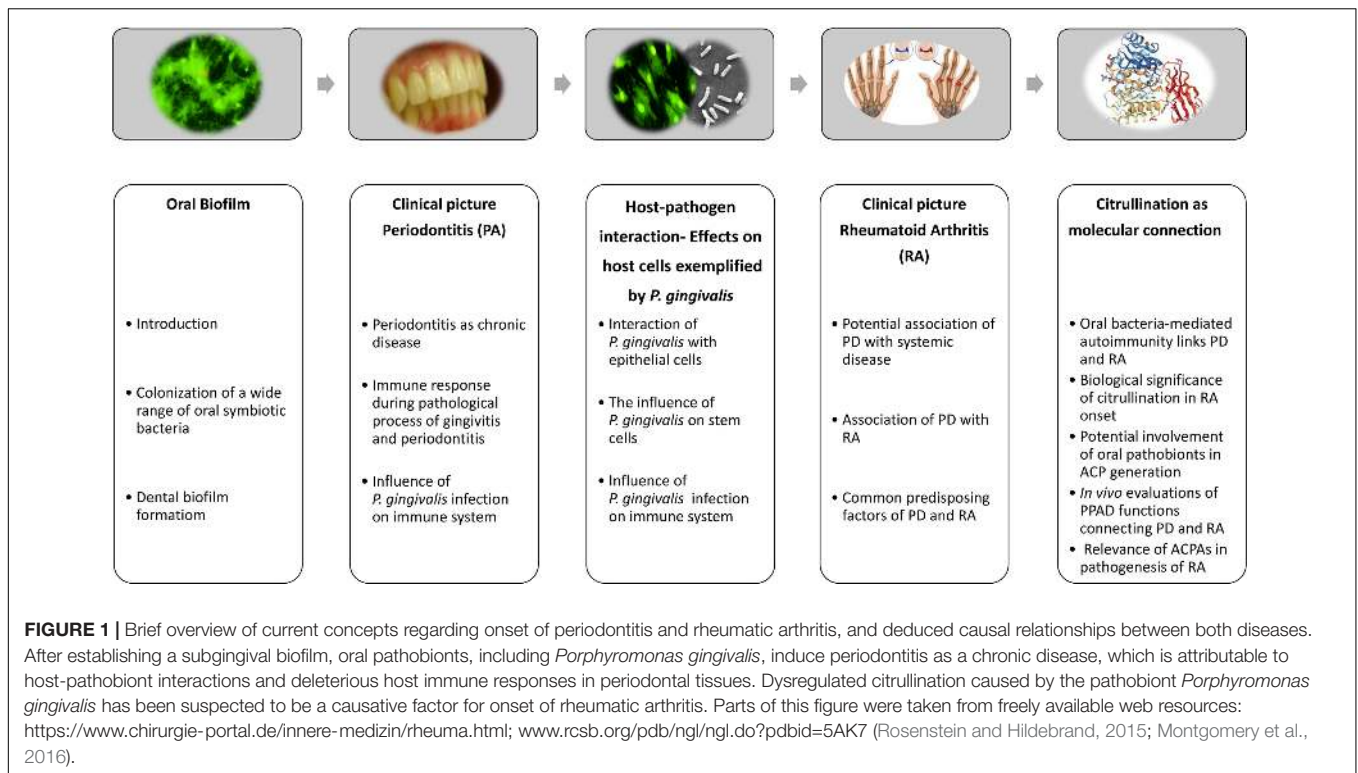 Oral Biofilm
• Introduction
• Colonization of a wide
range of oral symbiotic
bacteria
• Dental biofilm
formatiom
Clinical picture
Periodontitis (PA)
• Periodontitis as chronic
disease
• Immune response
during pathological
process of gingivitis
and periodontitis
• Influence of
P. gingivalis infection
on immune system
Host-pathogen
interaction- Effects on
host cells exemplified
by P. gingivalis
• Interaction of
P. gingivalis with
epithelial cells
• The influence of
P. gingivalis on stem
cells
• Influence of
P. gingivalis infection
on immune system
Clinical picture
Rheumatoid Arthritis
(RA)
• Potential association of
PD with systemic
disease
• Association of PD with
RA
• Common predisposing
factors of PD and RA
Citrullination as
molecular connection
• Oral bacteria-mediated
autoimmunity links PD
and RA
• Biological significance
of citrullination in RA
onset
• Potential involvement
of oral pathobionts in
ACP generation
• In vivo evaluations of
PPAD functions
connecting PD and RA
• Relevance of ACPAs in
pathogenesis of RA
FIGURE 1 | Brief overview of current concepts regarding onset of periodontitis and rheumatic arthritis, and deduced causal relationships between both diseases.
After establishing a subgingival biofilm, oral pathobionts, including Porphyromonas gingivalis, induce periodontitis as a chronic disease, which is attributable to
host-pathobiont interactions and deleterious host immune responses in periodontal tissues. Dysregulated citrullination caused by the pathobiont Porphyromonas
gingivalis has been suspected to be a causative factor for onset of rheumatic arthritis. Parts of this figure were taken from freely available web resources:
https://www.chirurgie-portal.de/innere-medizin/rheuma.html; www.rcsb.org/pdb/ngl/ngl.do?pdbid=5AK7 (Rosenstein and Hildebrand, 2015; Montgomery et al.,
2016).